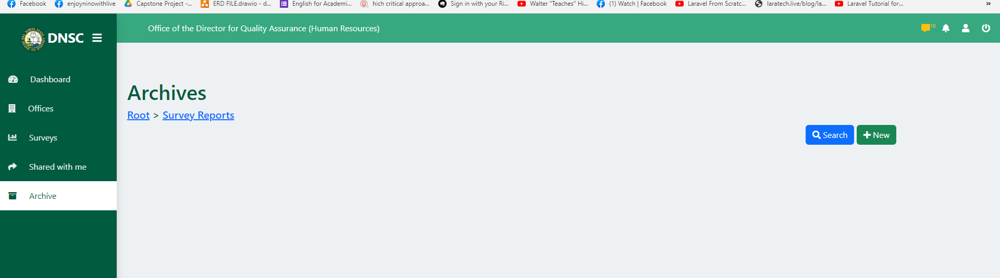 Facebook enjoyninowithlive Capstone Project -... ERD FILE.drawio - d... English for Academi... hich critical approa... Sign in with your Ri... Walter "Teaches" Hi... (1) Watch | Facebook Laravel From Scratc... laratech.live/blog/la... Laravel Tutorial for... »
DNSC
Office of the Director for Quality Assurance (Human Resources)
10
Dashboard
Offices
Surveys
Shared with me
Archive
Archives
Root > Survey Reports
Search
New